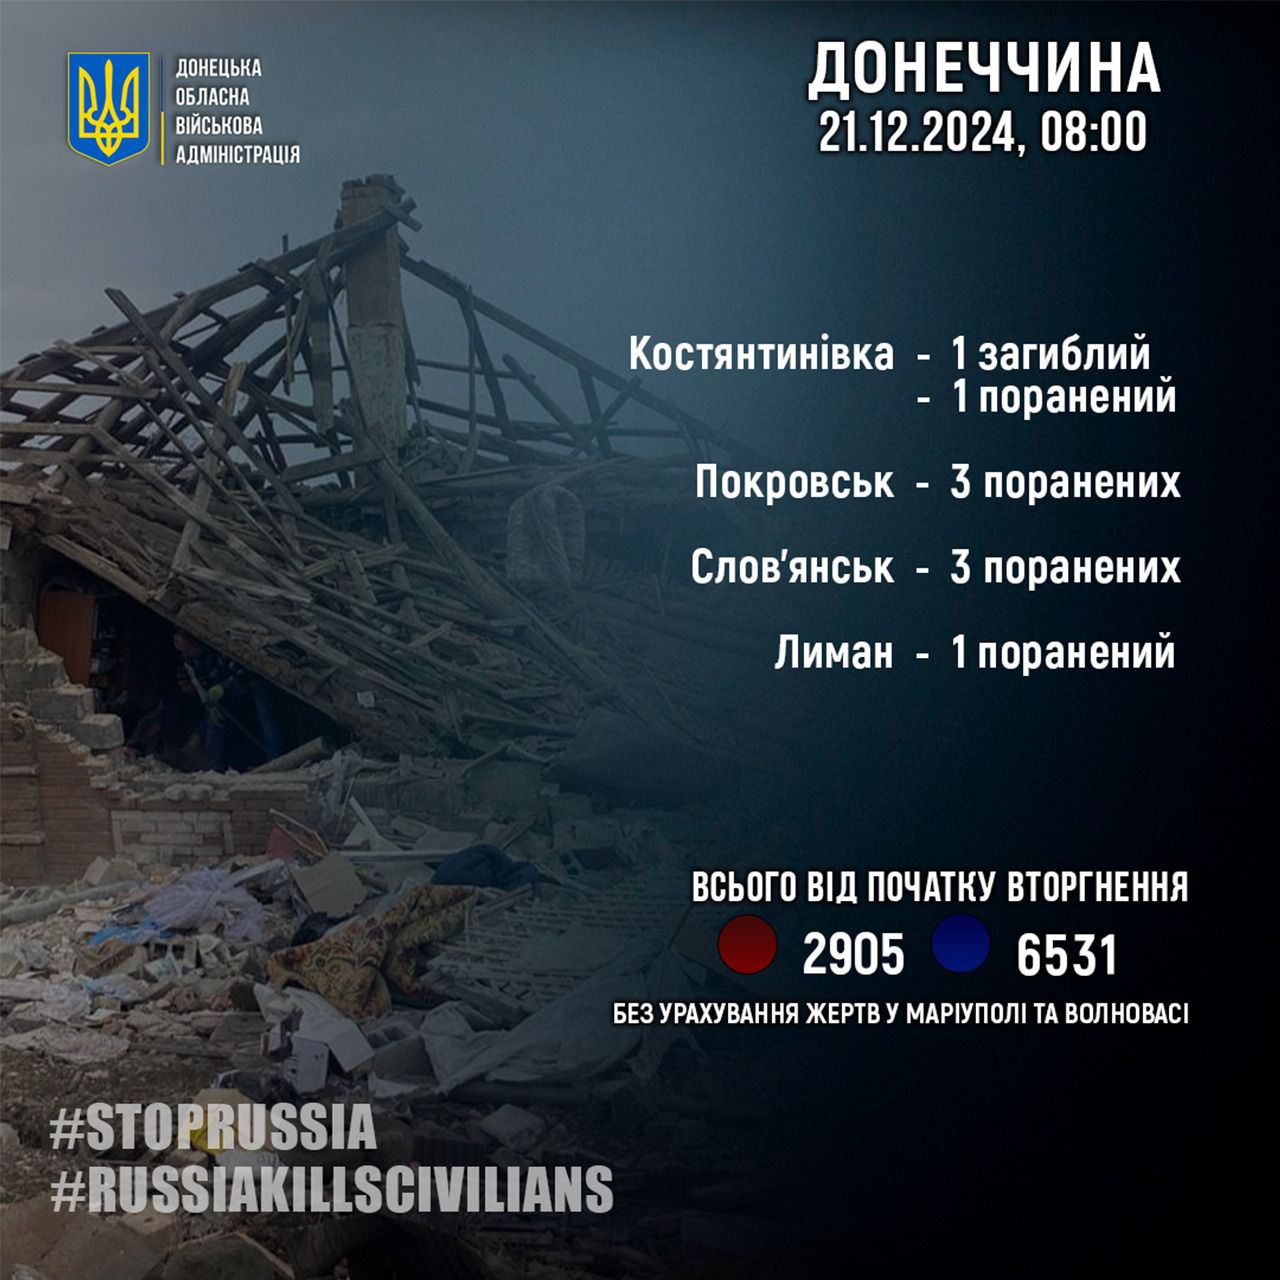 ДОНЕЦЬКА
ОБЛАСНА
ВІЙСЬКОВА
АДМІНІСТРАЦІЯ
ДОНЕЧЧИНА
21.12.2024, 08:00
Костянтинівка - 1 загиблий
- 1 поранений
Покровськ - 3 поранених
Слов'янськ - 3 поранених
Лиман - 1 поранений
ВСЬОГО ВІД ПОЧАТКУ ВТОРГНЕННЯ
2905 6531
БЕЗ УРАХУВАННЯ ЖЕРТВ У МАРІУПОЛІ ТА ВОЛНОВАСІ
#STOPRUSSIA
#RUSSIAKILLSCIVILIANS